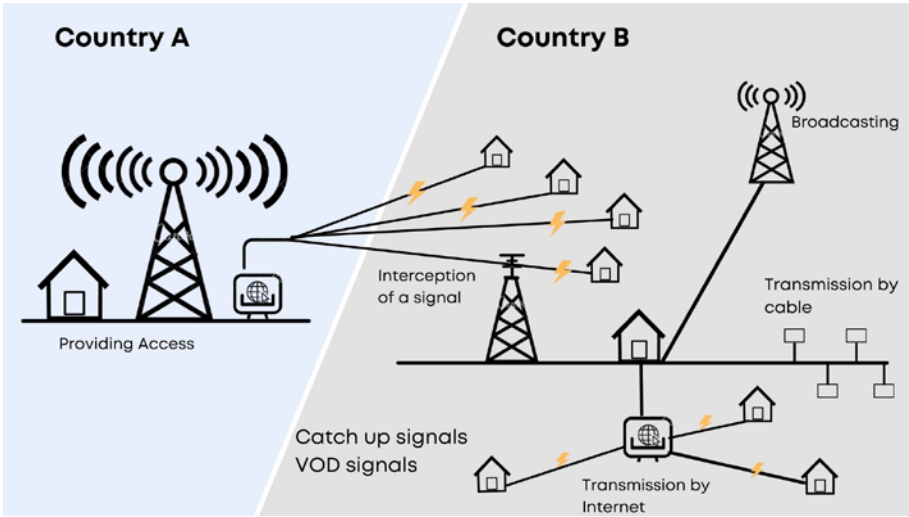 Country A
Country B
Broadcasting
Interception
of a signal
Transmission by
cable
Providing Access
Catch up signals
VOD signals
Transmission by
Internet